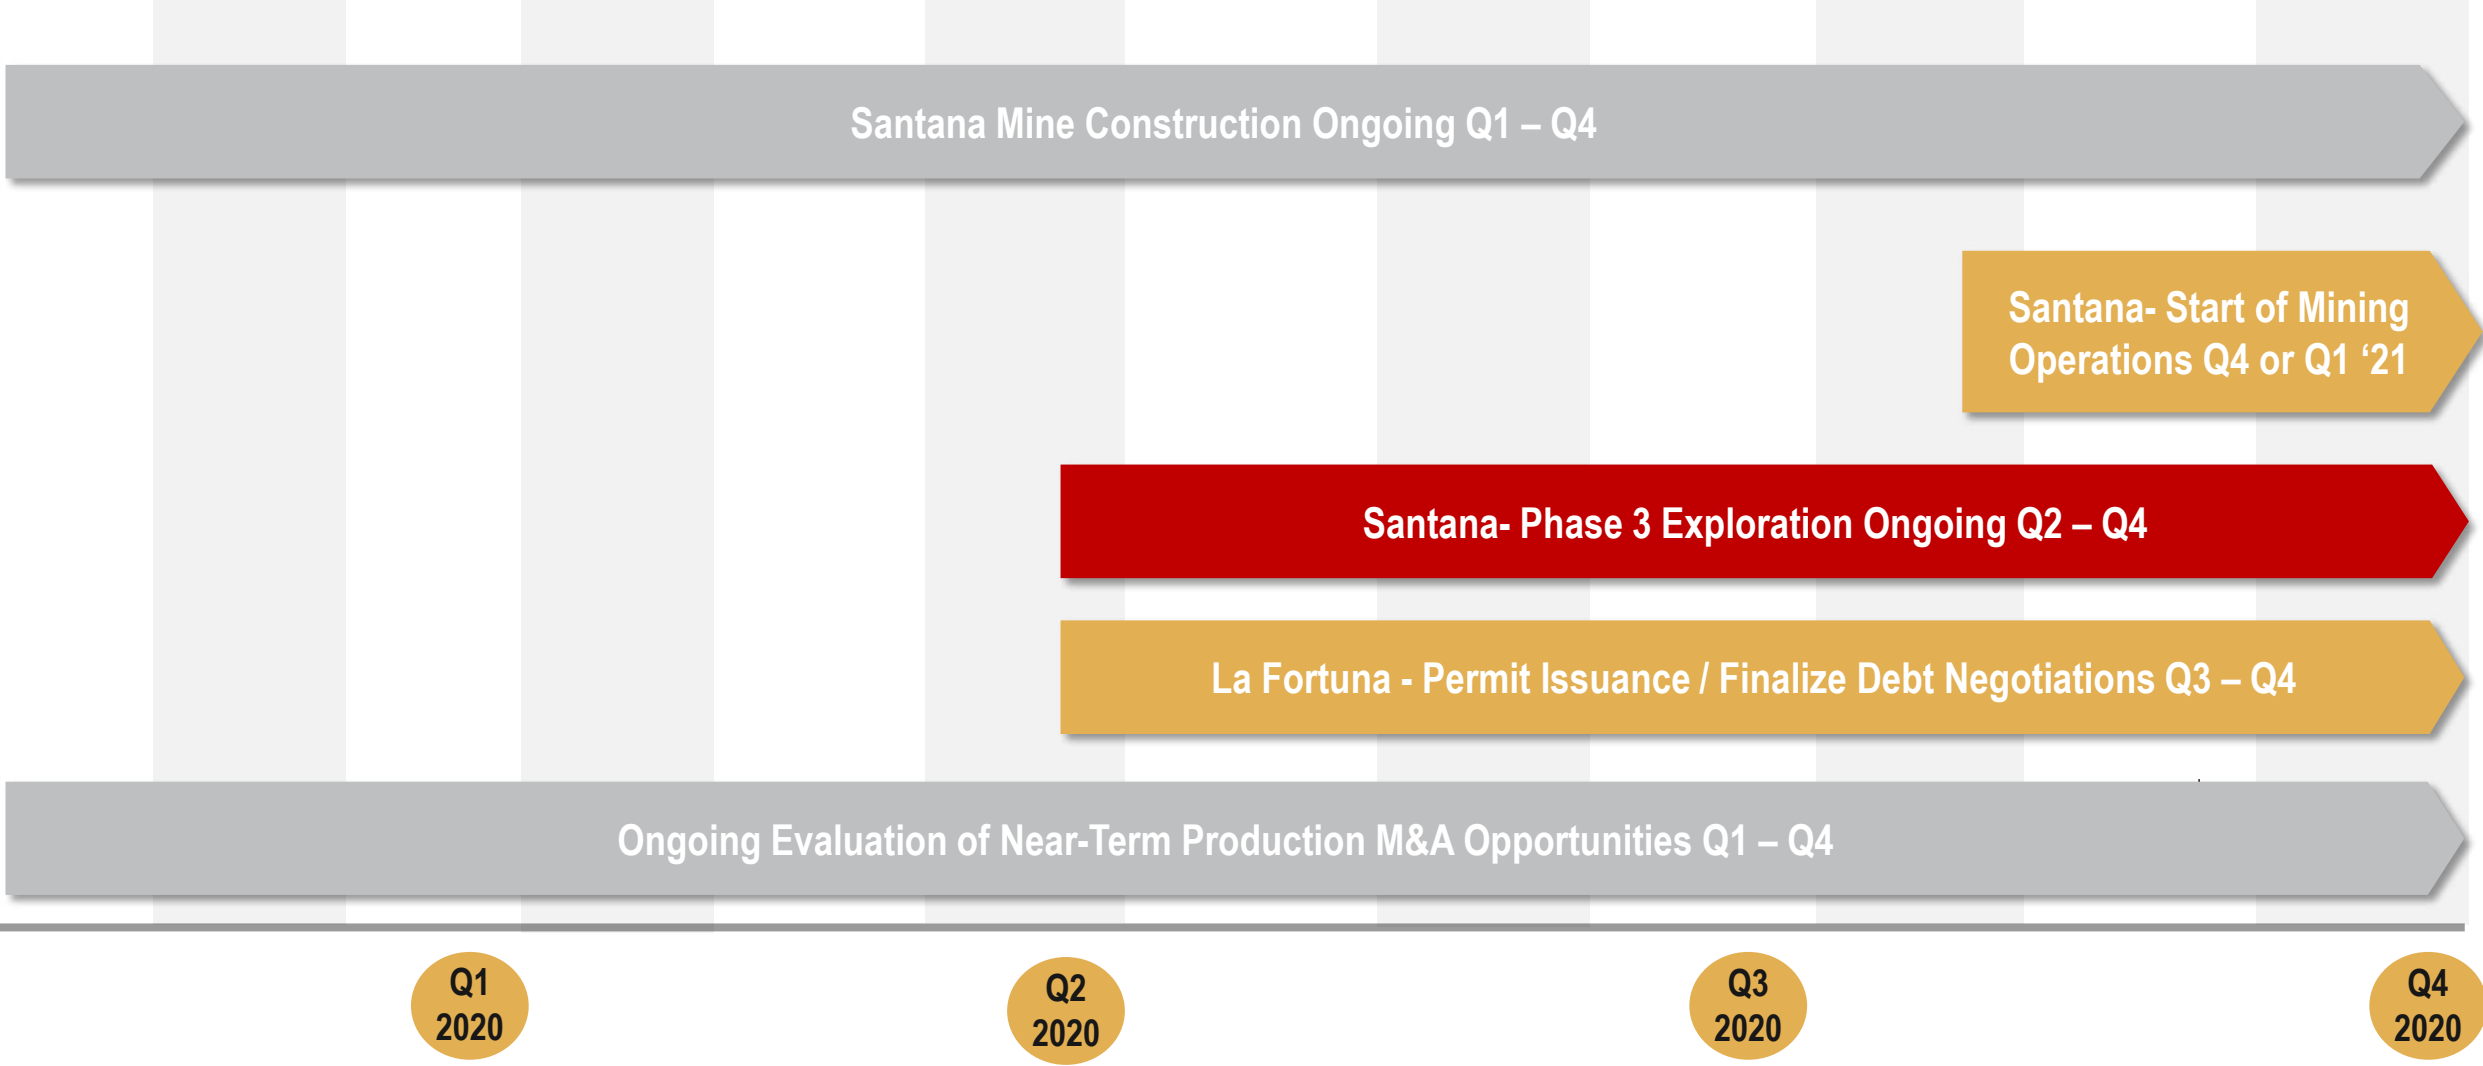 Santana Mine Construction Ongoing Q1 – Q4
Santana- Start of Mining
Operations Q4 or Q1 ‘21
Santana- Phase 3 Exploration Ongoing Q2 – Q4
La Fortuna - Permit Issuance / Finalize Debt Negotiations Q3 – Q4
Ongoing Evaluation of Near-Term Production M&A Opportunities Q1 – Q4
Q1
2020
Q2
2020
Q3
2020
Q4
2020